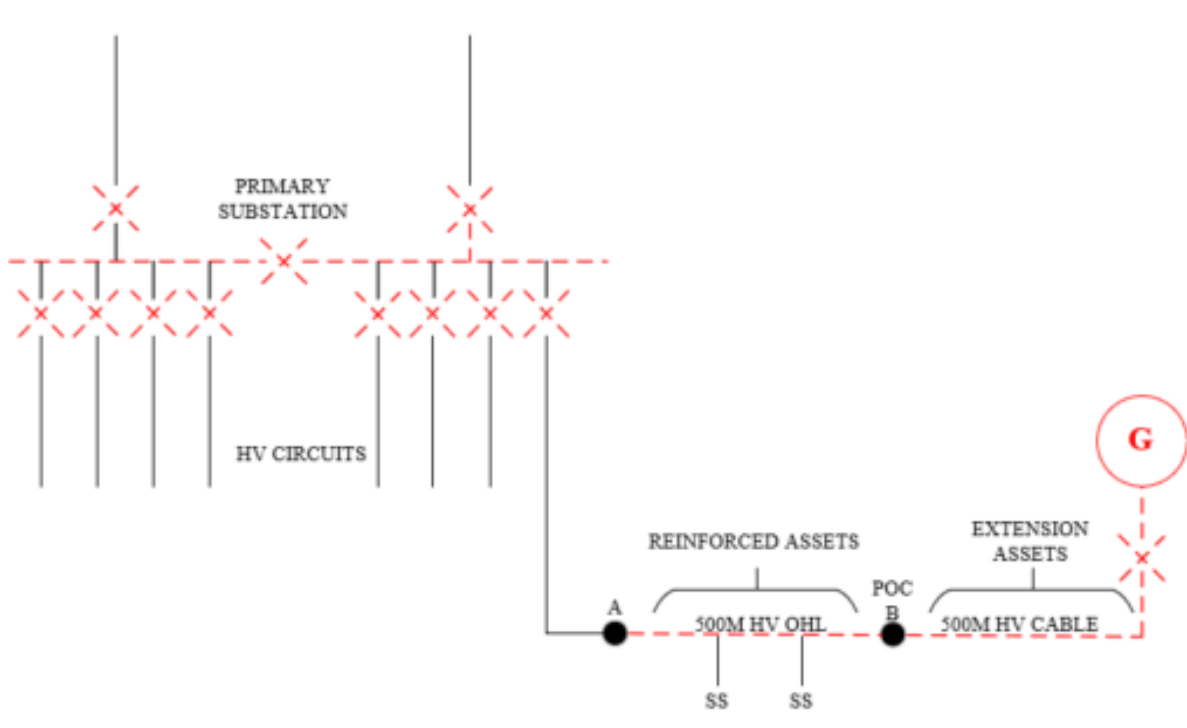 PRIMARY
SUBSTATION
HV CIRCUITS
G
REINFORCED ASSETS
EXTENSION
ASSETS
A
POC
B
500M HV OHL
500M HV CABLE
SS
SS